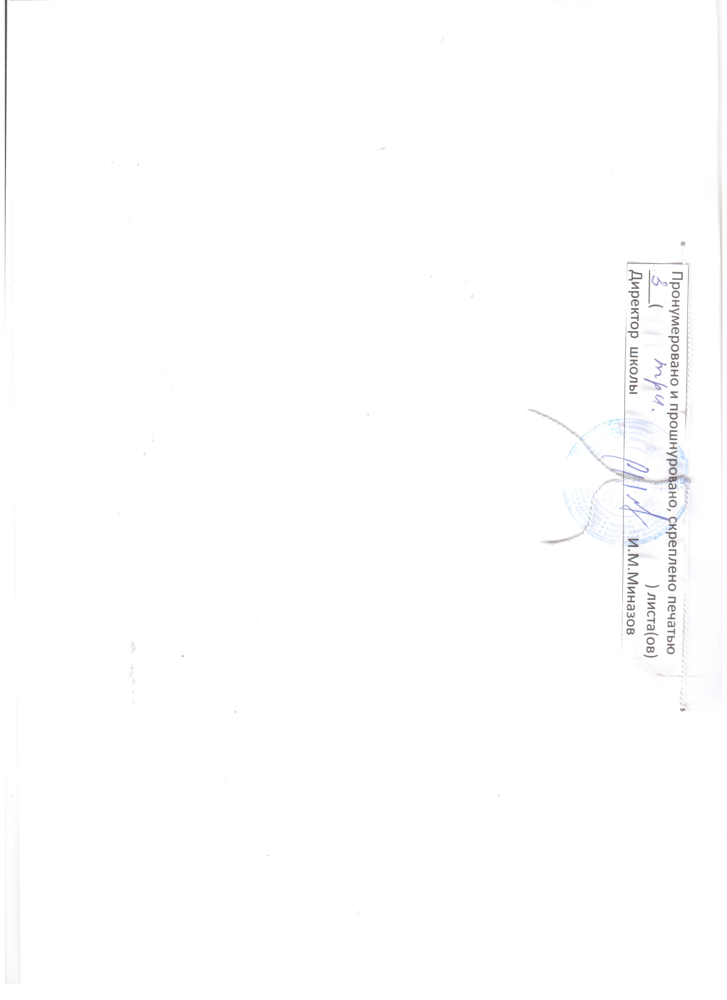 Пронумеровано и прошнуровано, скреплено печатью
3 ( три. ) листа(ов)
Директор школы И.М.Миназов